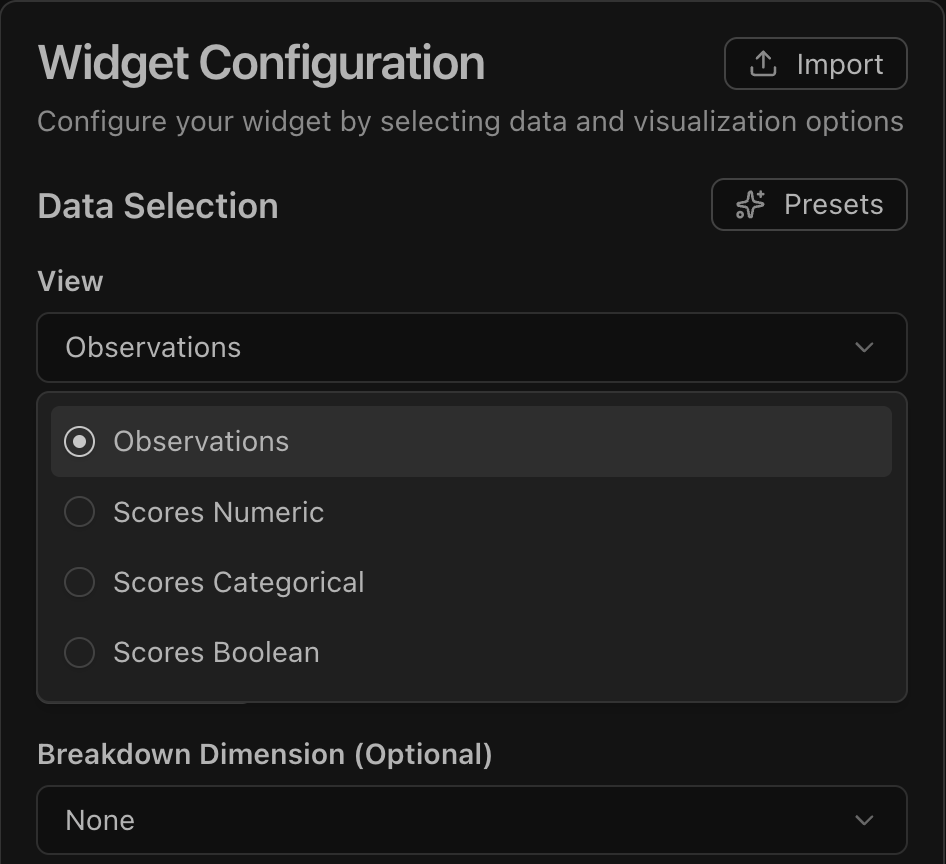 Widget Configuration
Import
Configure your widget by selecting data and visualization options
Data Selection
Presets
View
Observations
Observations
Scores Numeric
Scores Categorical
Scores Boolean
Breakdown Dimension (Optional)
None